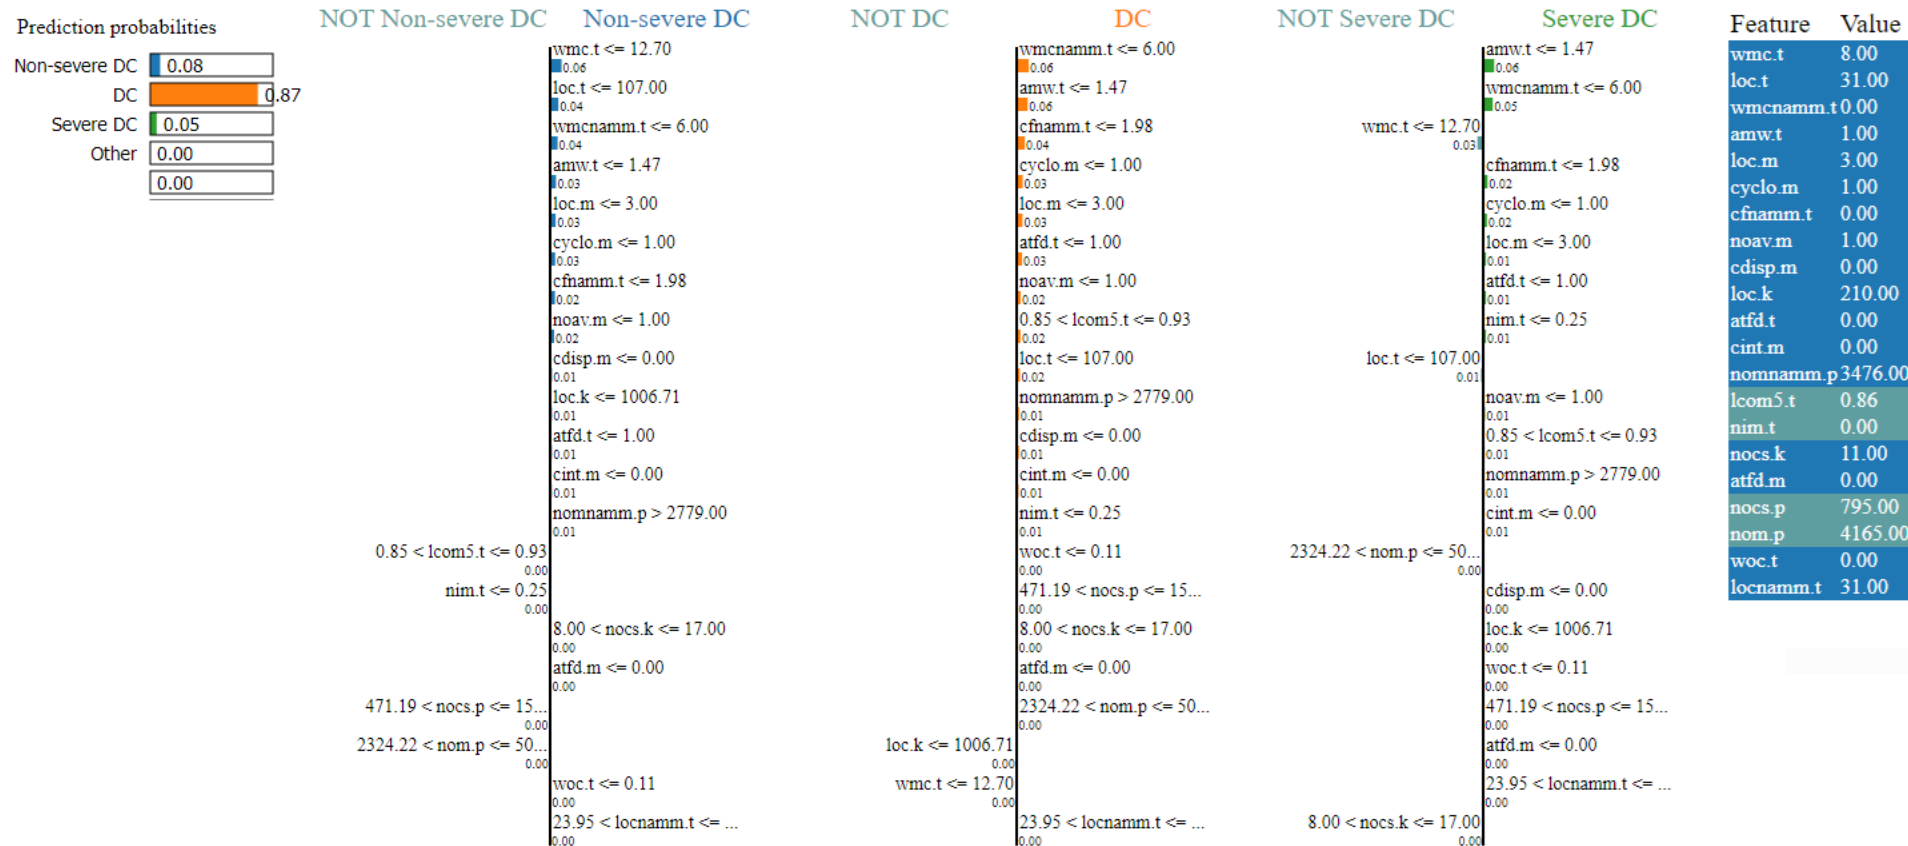 Prediction probabilities
Non-severe DC 0.08
DC 0.87
Severe DC 0.05
Other 0.00
0.00
NOT Non-severe DC Non-severe DC
wmc.t <= 12.70
0.06
loc.t <= 107.00
0.04
wmcnamm.t <= 6.00
0.04
amw.t <= 1.47
0.03
loc.m <= 3.00
0.03
cyclo.m <= 1.00
0.03
cfnamm.t <= 1.98
0.02
noav.m <= 1.00
0.02
cdisp.m <= 0.00
0.01
loc.k <= 1006.71
0.01
atfd.t <= 1.00
0.01
cint.m <= 0.00
0.01
nomnamm.p > 2779.00
0.01
0.85 < lcom5.t <= 0.93
0.00
nim.t <= 0.25
0.00
8.00 < nocs.k <= 17.00
0.00
atfd.m <= 0.00
0.00
471.19 < nocs.p <= 15...
0.00
2324.22 < nom.p <= 50...
0.00
woc.t <= 0.11
0.00
23.95 < locnamm.t <= ...
0.00
NOT DC DC
wmcnamm.t <= 6.00
0.06
amw.t <= 1.47
0.06
cfnamm.t <= 1.98
0.04
cyclo.m <= 1.00
0.03
loc.m <= 3.00
0.03
atfd.t <= 1.00
0.03
noav.m <= 1.00
0.02
0.85 < lcom5.t <= 0.93
0.02
loc.t <= 107.00
0.02
nomnamm.p > 2779.00
0.01
cdisp.m <= 0.00
0.01
cint.m <= 0.00
0.01
nim.t <= 0.25
0.01
woc.t <= 0.11
0.00
471.19 < nocs.p <= 15...
0.00
8.00 < nocs.k <= 17.00
0.00
atfd.m <= 0.00
0.00
2324.22 < nom.p <= 50...
0.00
loc.k <= 1006.71
0.00
wmc.t <= 12.70
0.00
23.95 < locnamm.t <= ...
0.00
NOT Severe DC Severe DC
amw.t <= 1.47
0.06
wmcnamm.t <= 6.00
0.05
wmc.t <= 12.70
0.03
cfnamm.t <= 1.98
0.02
cyclo.m <= 1.00
0.02
loc.m <= 3.00
0.01
atfd.t <= 1.00
0.01
nim.t <= 0.25
0.01
loc.t <= 107.00
0.01
noav.m <= 1.00
0.01
0.85 < lcom5.t <= 0.93
0.01
nomnamm.p > 2779.00
0.01
cint.m <= 0.00
0.01
2324.22 < nom.p <= 50...
0.00
cdisp.m <= 0.00
0.00
loc.k <= 1006.71
0.00
woc.t <= 0.11
0.00
471.19 < nocs.p <= 15...
0.00
atfd.m <= 0.00
0.00
23.95 < locnamm.t <= ...
0.00
8.00 < nocs.k <= 17.00
0.00
Feature Value
wmc.t 8.00
loc.t 31.00
wmcnamm.t 0.00
amw.t 1.00
loc.m 3.00
cyclo.m 1.00
cfnamm.t 0.00
noav.m 1.00
cdisp.m 0.00
loc.k 210.00
atfd.t 0.00
cint.m 0.00
nomnamm.p 3476.00
lcom5.t 0.86
nim.t 0.00
nocs.k 11.00
atfd.m 0.00
nocs.p 795.00
nom.p 4165.00
woc.t 0.00
locnamm.t 31.00